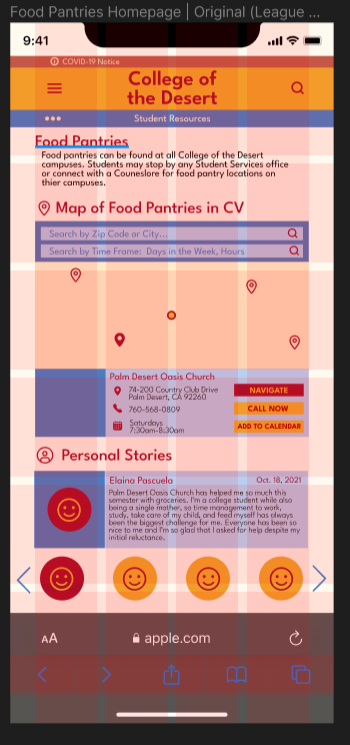 Food Pantries Homepage | Original (League ...
9:41
COVID-19 Notice
College of
the Desert
Student Resources
Food Pantries
Food pantries can be found at all College of the Desert
campuses. Students may stop by any Student Services office
or connect with a Couneslore for food pantry locations on
thier campuses.
Map of Food Pantries in CV
Search by Zip Code or City...
Search by Time Frame: Days in the Week, Hours
Palm Desert Oasis Church
74-200 Country Club Drive
Palm Desert, CA 92260
NAVIGATE
760-568-0809
CALL NOW
Saturdays
7:30am-8:30am
ADD TO CALENDAR
Personal Stories
Elaina Pascuela
Oct. 18, 2021
Palm Desert Oasis Church has helped me so much this
semester with groceries. I'm a college student while also
being a single mother, so time management to work,
study, take care of my child, and feed myself has always
been the biggest challenge for me. Everyone has been so
nice to me and I'm so glad that I asked for help despite my
initial reluctance.
AA
apple.com